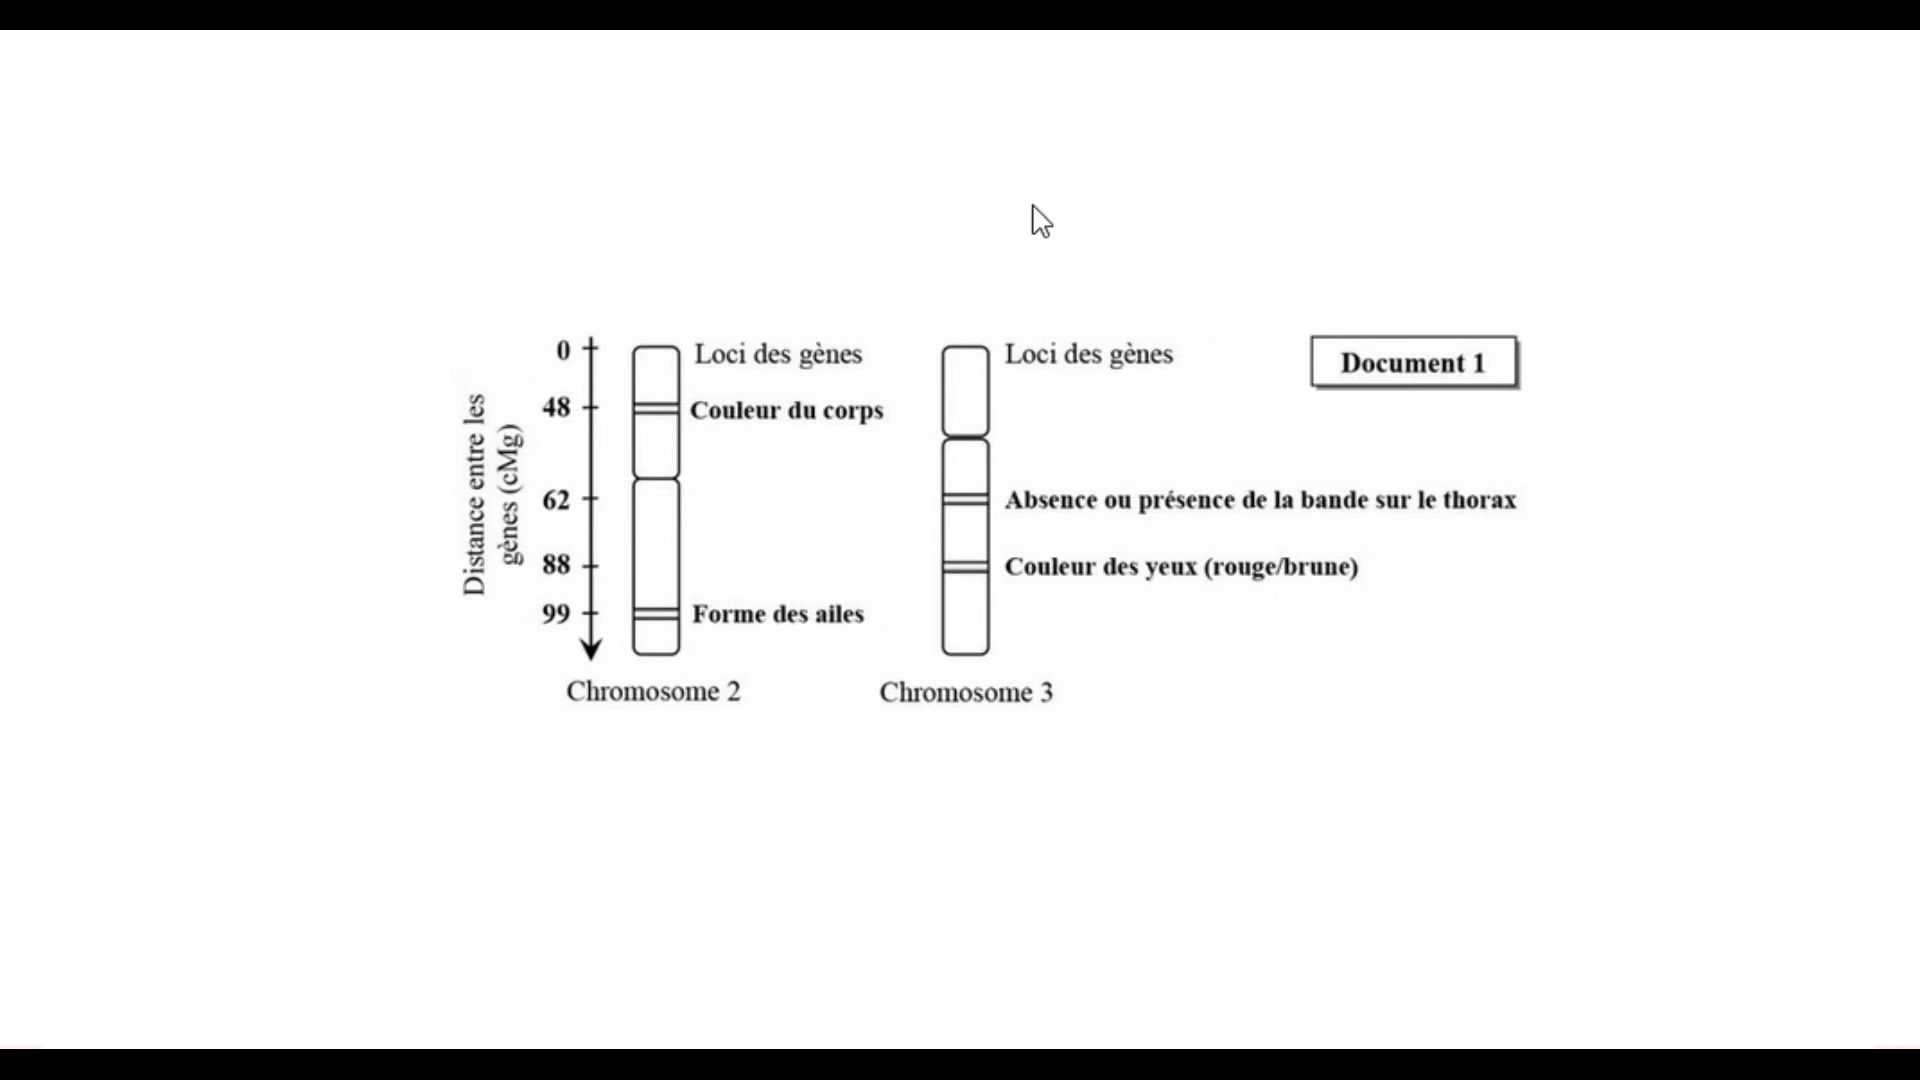 Document 1
Distance entre les
gènes (cMg)
0
48
62
88
99
Loci des gènes
Couleur du corps
Forme des ailes
Chromosome 2
Loci des gènes
Absence ou présence de la bande sur le thorax
Couleur des yeux (rouge/brune)
Chromosome 3